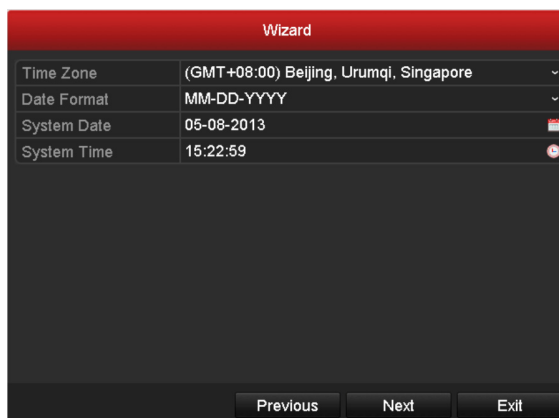 Wizard
Time Zone (GMT+08:00) Beijing, Urumqi, Singapore
Date Format MM-DD-YYYY
System Date 05-08-2013
System Time 15:22:59
Previous Next Exit